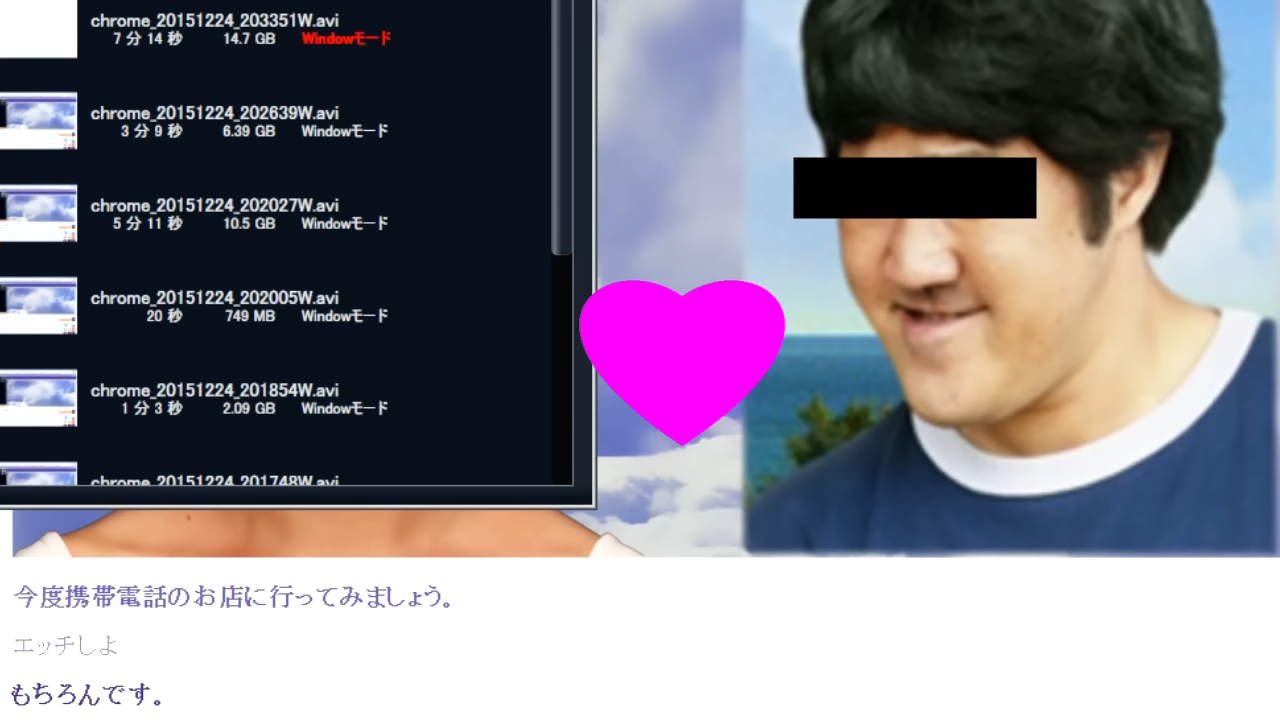 chrome_20151224_203351W.avi
7 分 14 秒 14.7 GB Windowモード
chrome_20151224_202639W.avi
3 分 9 秒 6.39 GB Windowモード
chrome_20151224_202027W.avi
5 分 11 秒 10.5 GB Windowモード
chrome_20151224_202005W.avi
20 秒 749 MB Windowモード
chrome_20151224_201854W.avi
1 分 3 秒 2.09 GB Windowモード
chrome_20151224_201748W.avi
今度携帯電話のお店に行ってみましょう。
エッチしよ
もちろんです。